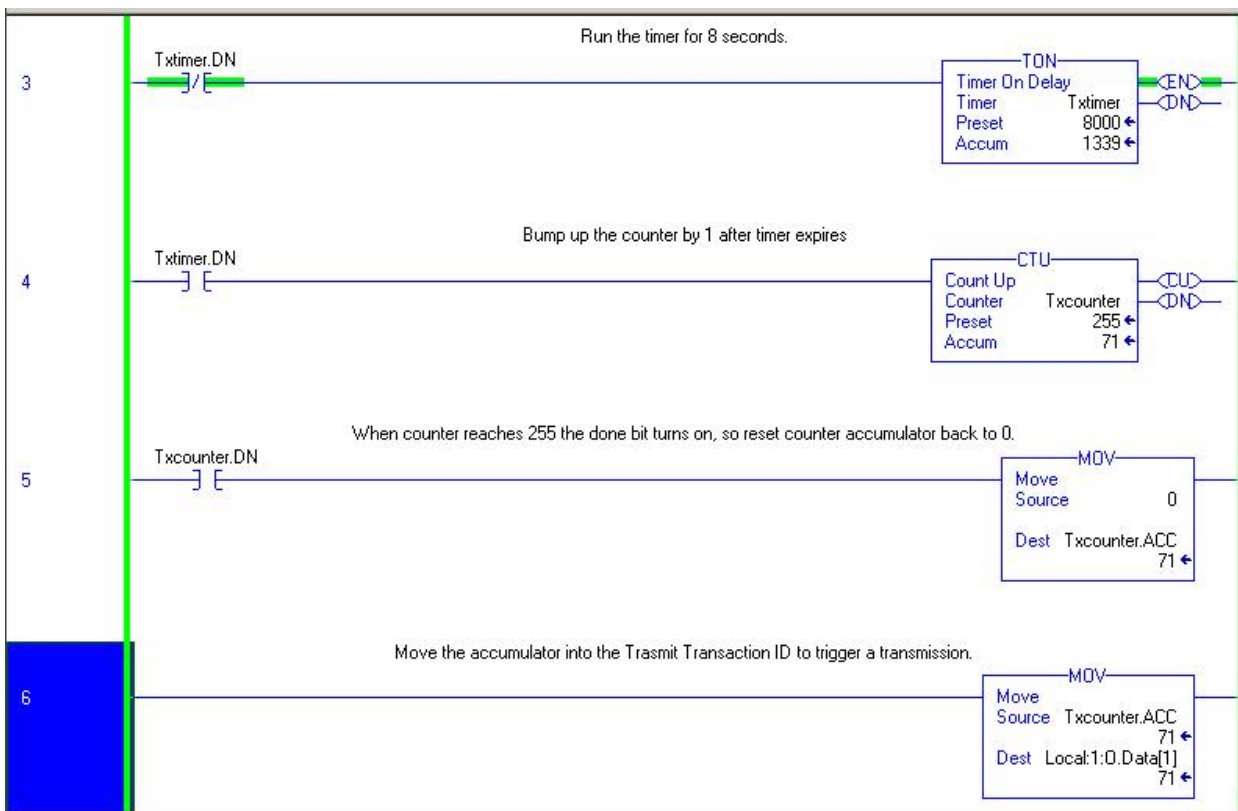 Run the timer for 8 seconds.
Txtimer.DN
TON
3
Timer On Delay
EN
Timer Txtimer
DN
Preset 8000
Accum 1339
Bump up the counter by 1 after timer expires
Txtimer.DN
CTU
4
Count Up
CU
Counter Txcounter
DN
Preset 255
Accum 71
When counter reaches 255 the done bit turns on, so reset counter accumulator back to 0.
Txcounter.DN
MOV
5
Move
Source 0
Dest Txcounter.ACC
71
Move the accumulator into the Trasmit Transaction ID to trigger a transmission.
MOV
6
Move
Source Txcounter.ACC
71
Dest Local:1:O.Data[1]
71